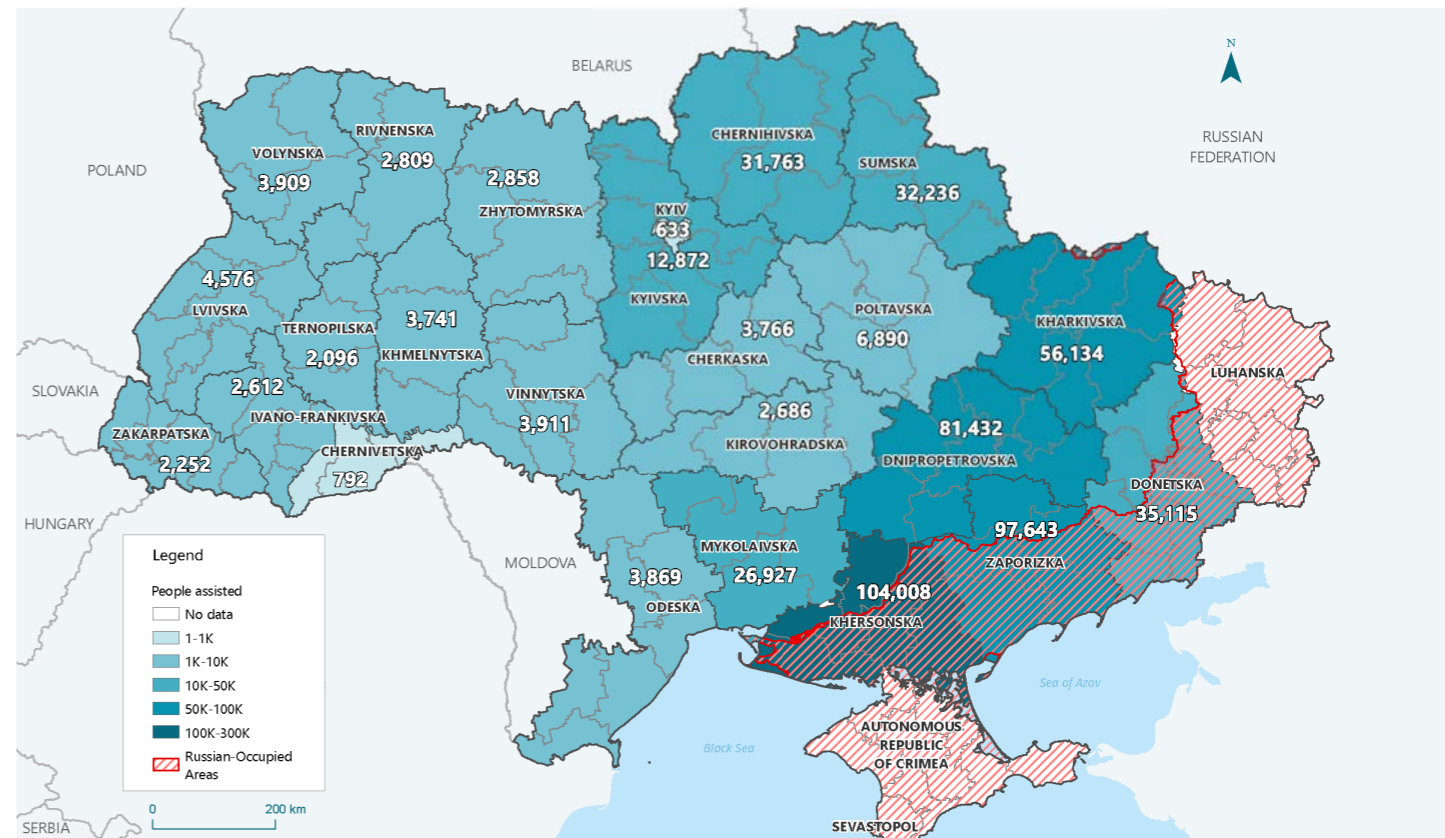 N
BELARUS
RUSSIAN
FEDERATION
POLAND
RIVNENSKA
2,809
VOLYNSKA
3,909
2,858
ZHYTOMYRSKA
CHERNIHIVSKA
31,763
SUMSKA
32,236
KYIV
633
12,872
KYIVSKA
4,576
LVIVSKA
TERNOPILSKA
2,096
3,741
KHMELNYTSKA
3,766
CHERKASKA
POLTAVSKA
6,890
KHARKIVSKA
56,134
LUHANSKA
SLOVAKIA
2,612
IVANO-FRANKIVSKA
VINNYTSKA
3,911
2,686
KIROVOHRADSKA
81,432
DNIPROPETROVSKA
ZAKARPATSKA
2,252
CHERNIVETSKA
792
DONETSKA
35,115
HUNGARY
MOLDOVA
97,643
ZAPORIZKA
MYKOLAIVSKA
26,927
3,869
ODESKA
104,008
KHERSONSKA
Sea of Azov
Black Sea
AUTONOMOUS
REPUBLIC
OF CRIMEA
SEVASTOPOL
Legend
People assisted
No data
1-1K
1K-10K
10K-50K
50K-100K
100K-300K
Russian-Occupied
Areas
0 200 km
SERBIA